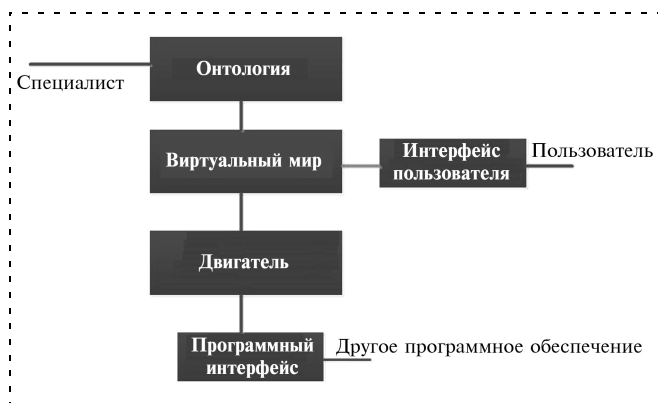 Онтология
Специалист
Виртуальный мир
Интерфейс
пользователя
Пользователь
Двигатель
Программный
интерфейс
Другое программное обеспечение